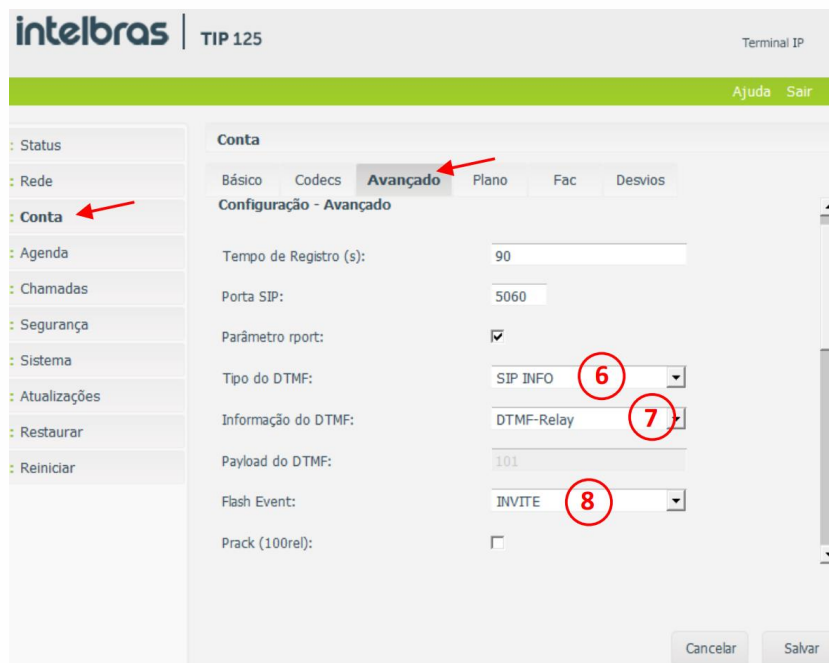 intelbras | TIP 125
Terminal IP
Ajuda Sair
: Status
: Rede
: Conta
: Agenda
: Chamadas
: Segurança
: Sistema
: Atualizações
: Restaurar
: Reiniciar
Conta
Básico Codecs Avançado Plano Fac Desvios
Configuração - Avançado
Tempo de Registro (s): 90
Porta SIP: 5060
Parâmetro rport:
Tipo do DTMF: SIP INFO 6
Informação do DTMF: DTMF-Relay 7
Payload do DTMF: 101
Flash Event: INVITE 8
Prack (100rel):
Cancelar Salvar